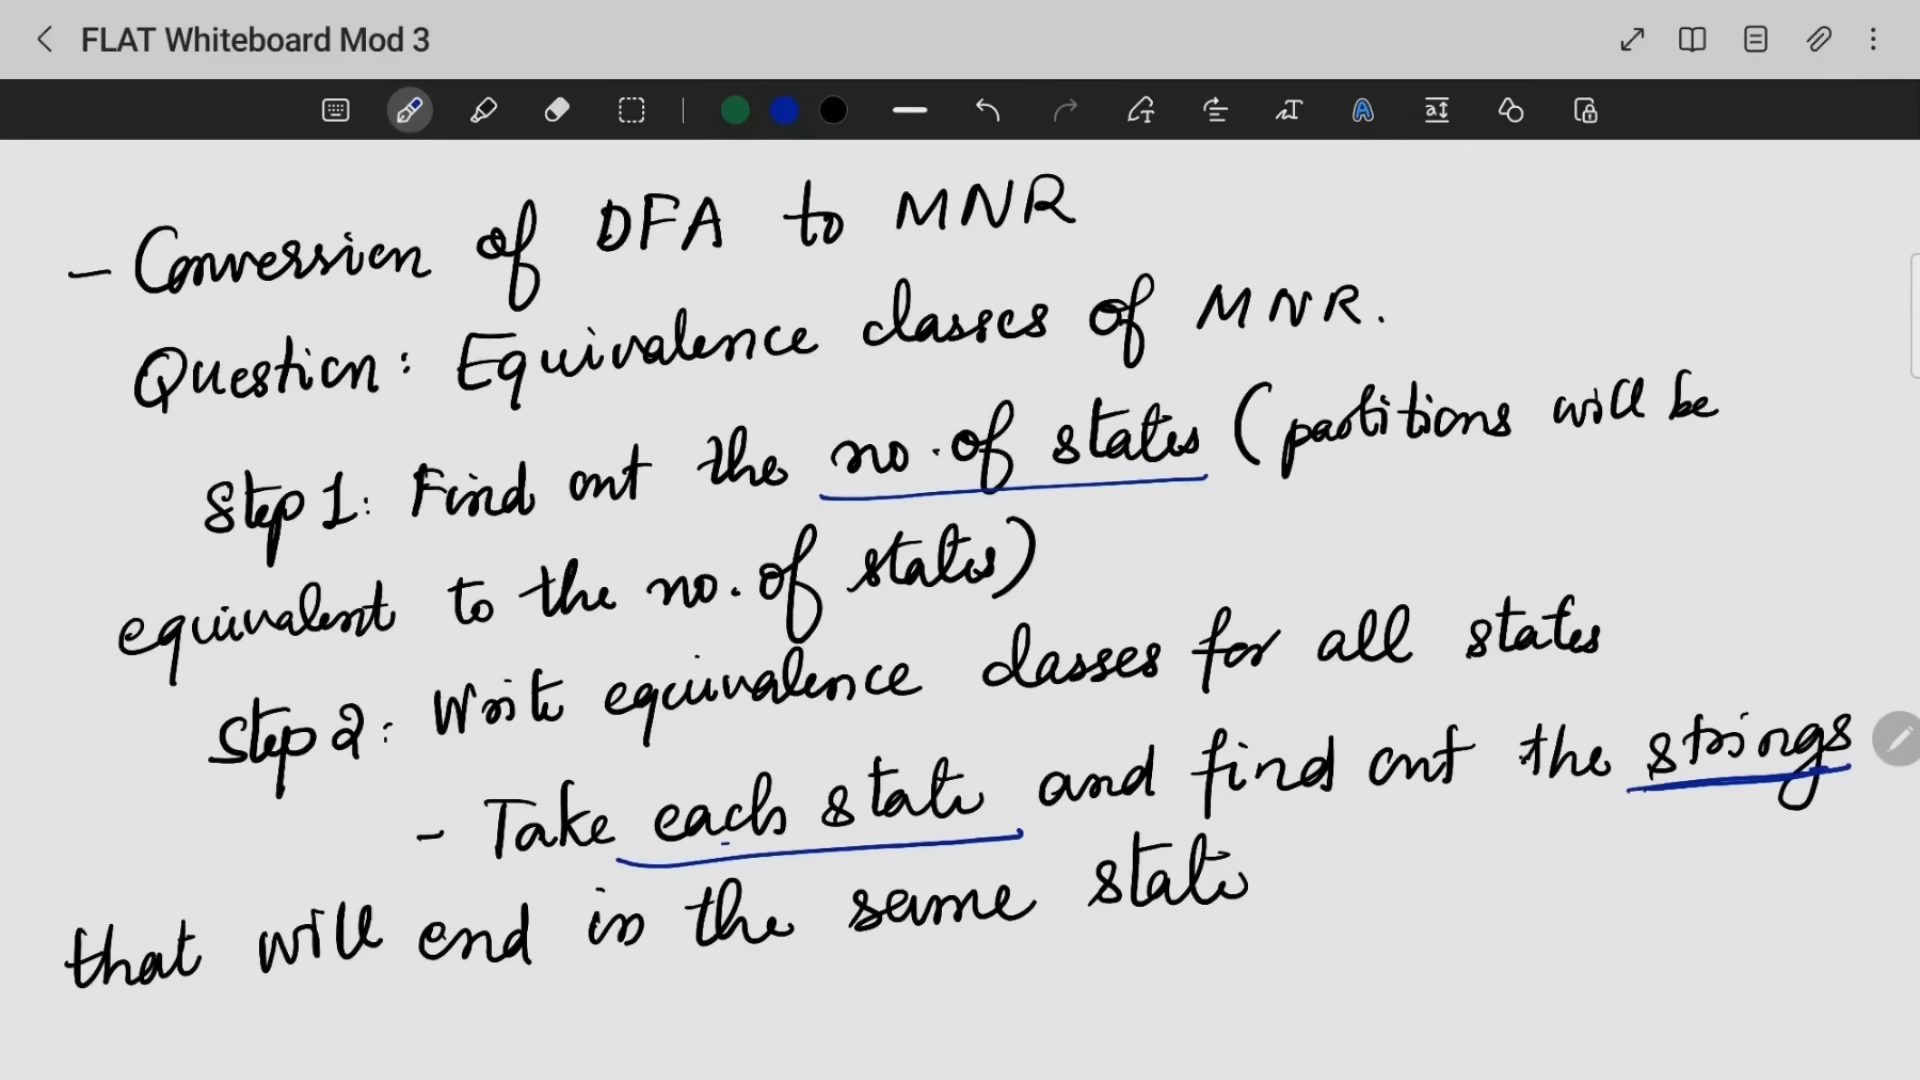 FLAT Whiteboard Mod 3
- Conversion of DFA to MNR
Question: Equivalence classes of MNR.
Step 1: Find out the no. of states (partitions will be
equivalent to the no. of states)
Step 2: Write equivalence classes for all states
- Take each state and find out the strings
that will end in the same state